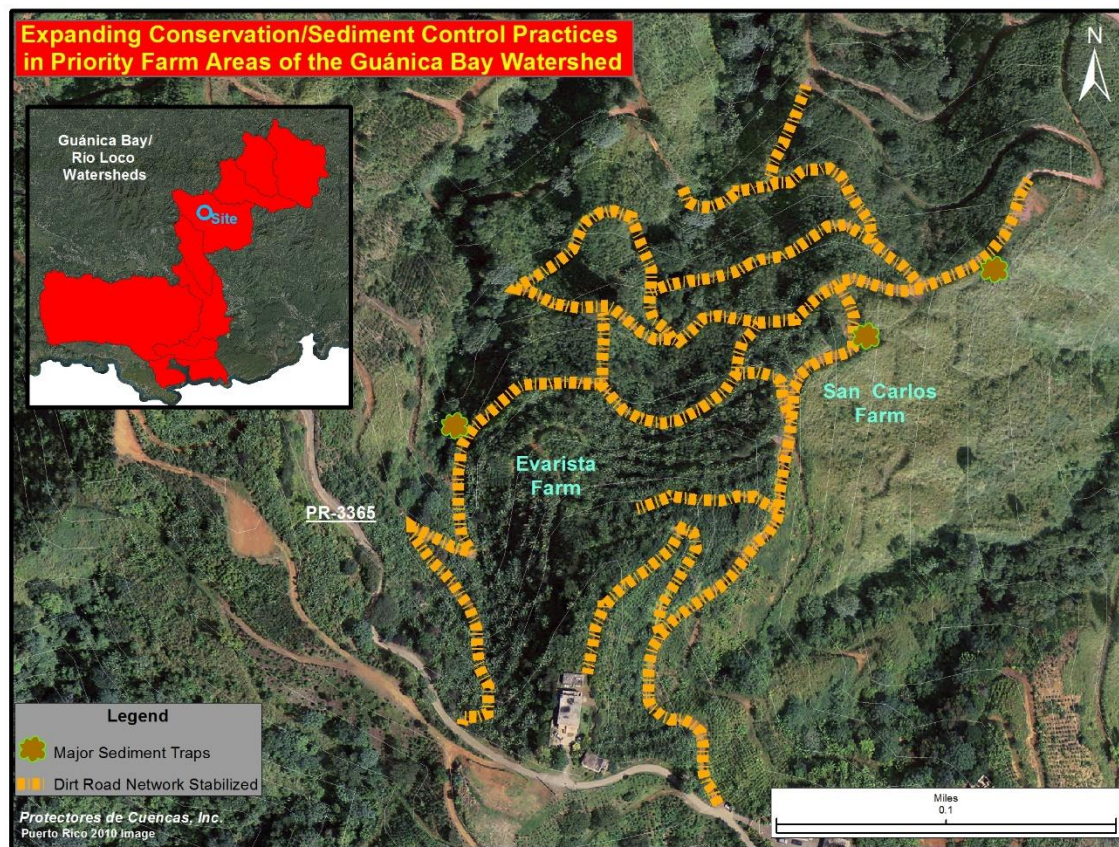 Expanding Conservation/Sediment Control Practices
in Priority Farm Areas of the Guánica Bay Watershed
N
Guánica Bay/
Río Loco
Watersheds
Site
San Carlos
Farm
Evarista
Farm
PR-3365
Legend
Major Sediment Traps
Dirt Road Network Stabilized
Protectores de Cuencas, Inc.
Puerto Rico 2010 Image
Miles
0.1